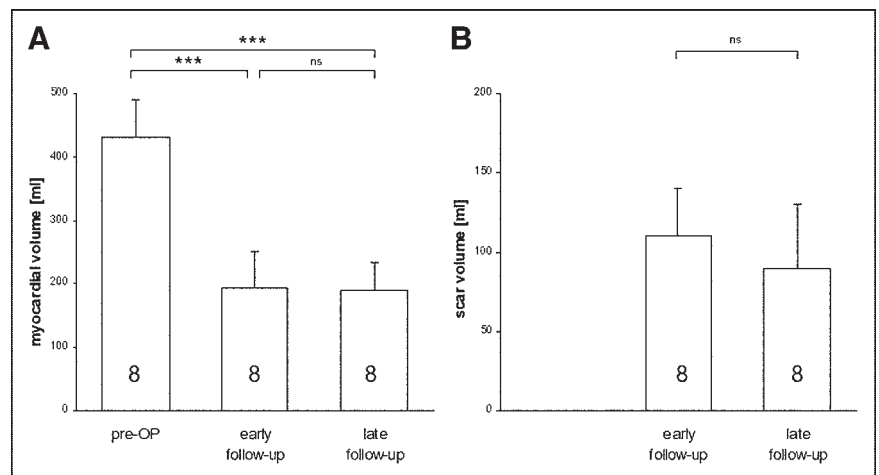 A
***
***
ns
500
400
300
200
100
0
myocardial volume [ml]
8
8
8
pre-OP
early
follow-up
late
follow-up
B
ns
200
150
100
50
0
scar volume [ml]
8
8
early
follow-up
late
follow-up